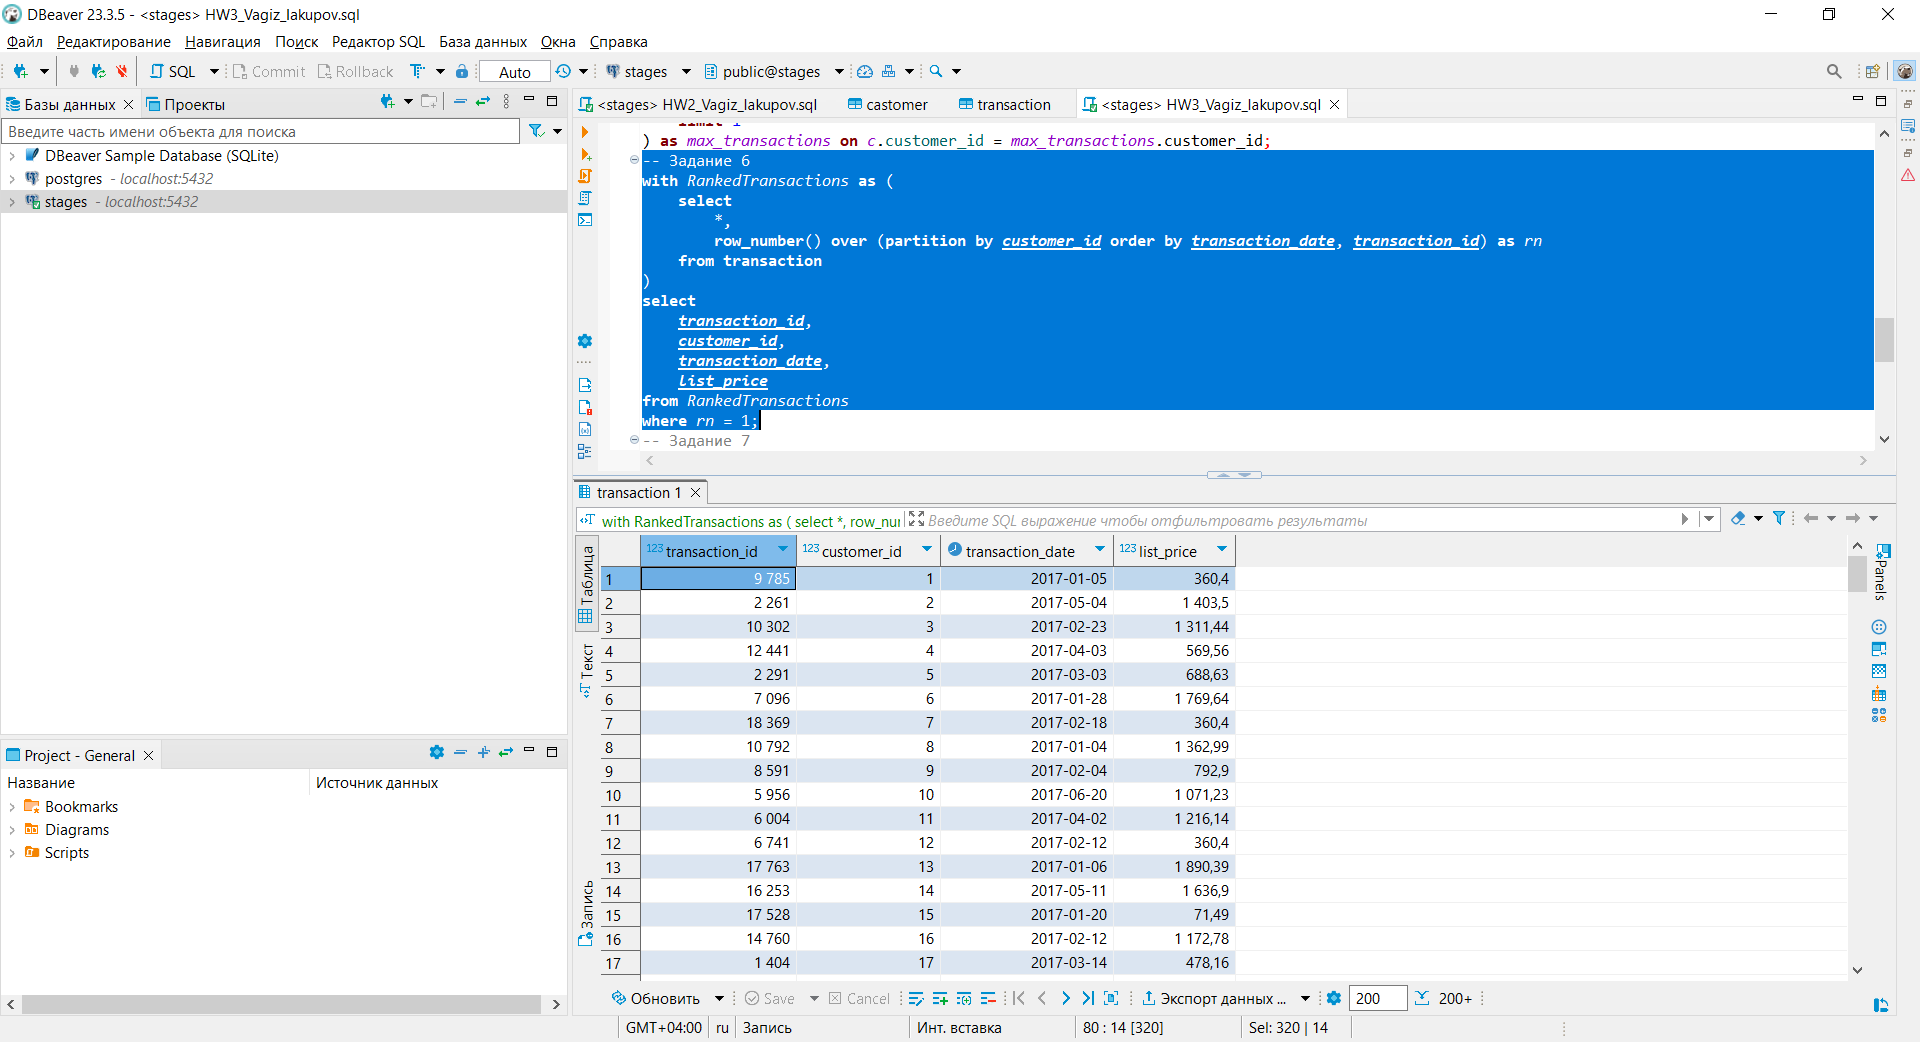 DBeaver 23.3.5 - <stages> HW3_Vagiz_Iakupov.sql
Файл Редактирование Навигация Поиск Редактор SQL База данных Окна Справка
SQL Commit Rollback Auto stages public@stages
Базы данных Проекты
Введите часть имени объекта для поиска
DBeaver Sample Database (SQLite)
postgres - localhost:5432
stages - localhost:5432
Project - General
Название Источник данных
Bookmarks
Diagrams
Scripts
<stages> HW2_Vagiz_Iakupov.sql castomer transaction <stages> HW3_Vagiz_Iakupov.sql
) as max_transactions on c.customer_id = max_transactions.customer_id;
-- Задание 6
with RankedTransactions as (
select
*,
row_number() over (partition by customer_id order by transaction_date, transaction_id) as rn
from transaction
)
select
transaction_id,
customer_id,
transaction_date,
list_price
from RankedTransactions
where rn = 1;
-- Задание 7
transaction 1
with RankedTransactions as ( select *, row_nur Введите SQL выражение чтобы отфильтровать результаты
Таблица
Текст
Запись
Panels
123 transaction_id 123 customer_id transaction_date 123 list_price
1 9 785 1 2017-01-05 360,4
2 2 261 2 2017-05-04 1 403,5
3 10 302 3 2017-02-23 1 311,44
4 12 441 4 2017-04-03 569,56
5 2 291 5 2017-03-03 688,63
6 7 096 6 2017-01-28 1 769,64
7 18 369 7 2017-02-18 360,4
8 10 792 8 2017-01-04 1 362,99
9 8 591 9 2017-02-04 792,9
10 5 956 10 2017-06-20 1 071,23
11 6 004 11 2017-04-02 1 216,14
12 6 741 12 2017-02-12 360,4
13 17 763 13 2017-01-06 1 890,39
14 16 253 14 2017-05-11 1 636,9
15 17 528 15 2017-01-20 71,49
16 14 760 16 2017-02-12 1 172,78
17 1 404 17 2017-03-14 478,16
Обновить Save Cancel Экспорт данных ... 200 200+
GMT+04:00 ru Запись Инт. вставка 80 : 14 [320] Sel: 320 | 14